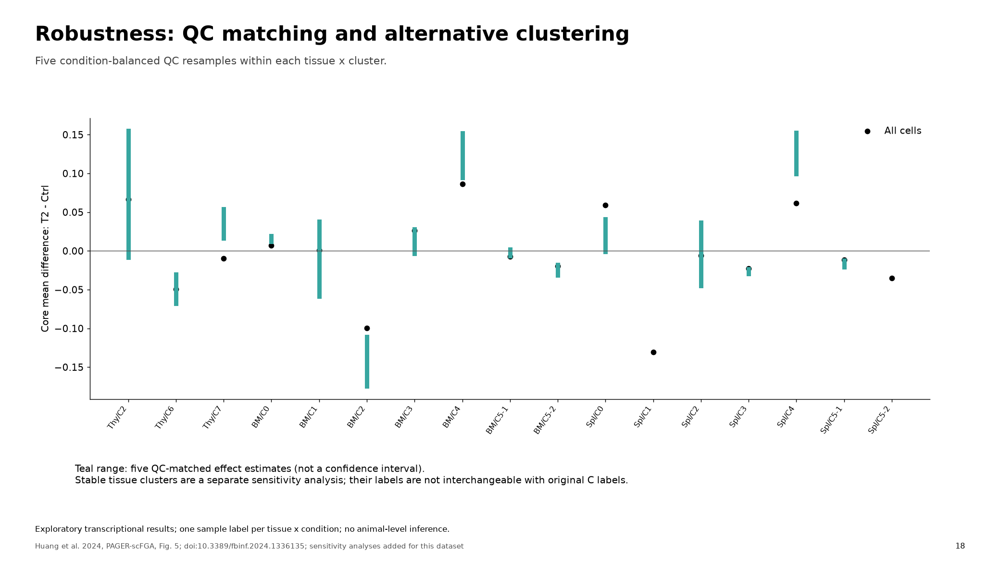 Robustness: QC matching and alternative clustering
Five condition-balanced QC resamples within each tissue x cluster.
All cells
Core mean difference: T2 - Ctrl
0.15
0.10
0.05
0.00
−0.05
−0.10
−0.15
Thy/C2
Thy/C6
Thy/C7
BM/C0
BM/C1
BM/C2
BM/C3
BM/C4
BM/C5-1
BM/C5-2
Spl/C0
Spl/C1
Spl/C2
Spl/C3
Spl/C4
Spl/C5-1
Spl/C5-2
Teal range: five QC-matched effect estimates (not a confidence interval).
Stable tissue clusters are a separate sensitivity analysis; their labels are not interchangeable with original C labels.
Exploratory transcriptional results; one sample label per tissue x condition; no animal-level inference.
Huang et al. 2024, PAGER-scFGA, Fig. 5; doi:10.3389/fbinf.2024.1336135; sensitivity analyses added for this dataset
18